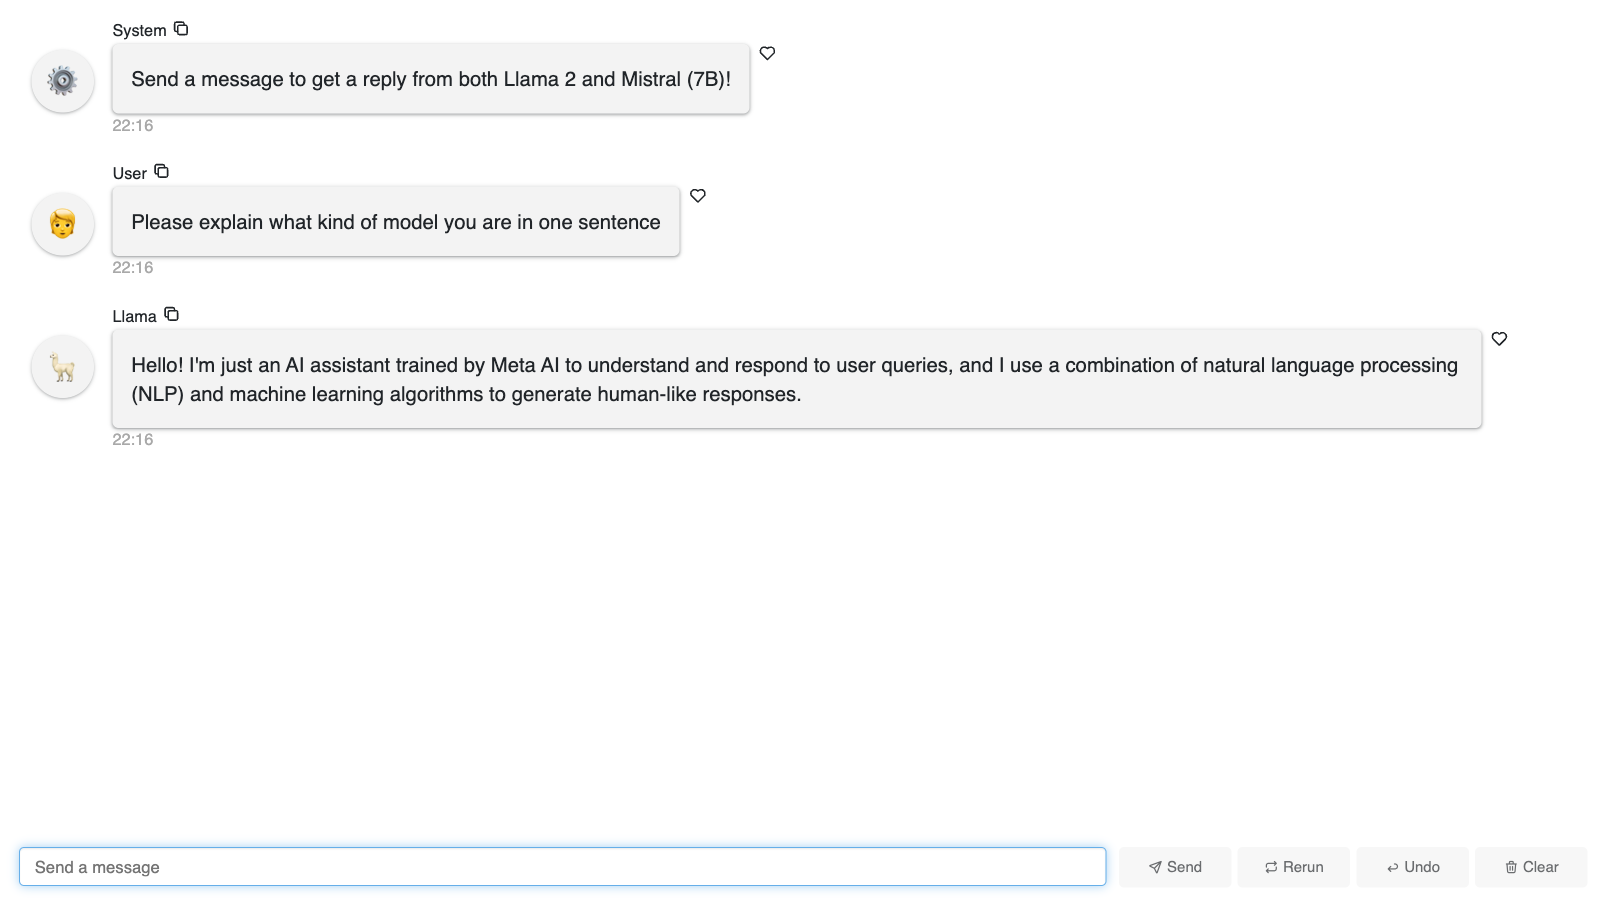 System
Send a message to get a reply from both Llama 2 and Mistral (7B)!
22:16
User
Please explain what kind of model you are in one sentence
22:16
Llama
Hello! I'm just an AI assistant trained by Meta AI to understand and respond to user queries, and I use a combination of natural language processing
(NLP) and machine learning algorithms to generate human-like responses.
22:16
Send a message
Send
Rerun
Undo
Clear